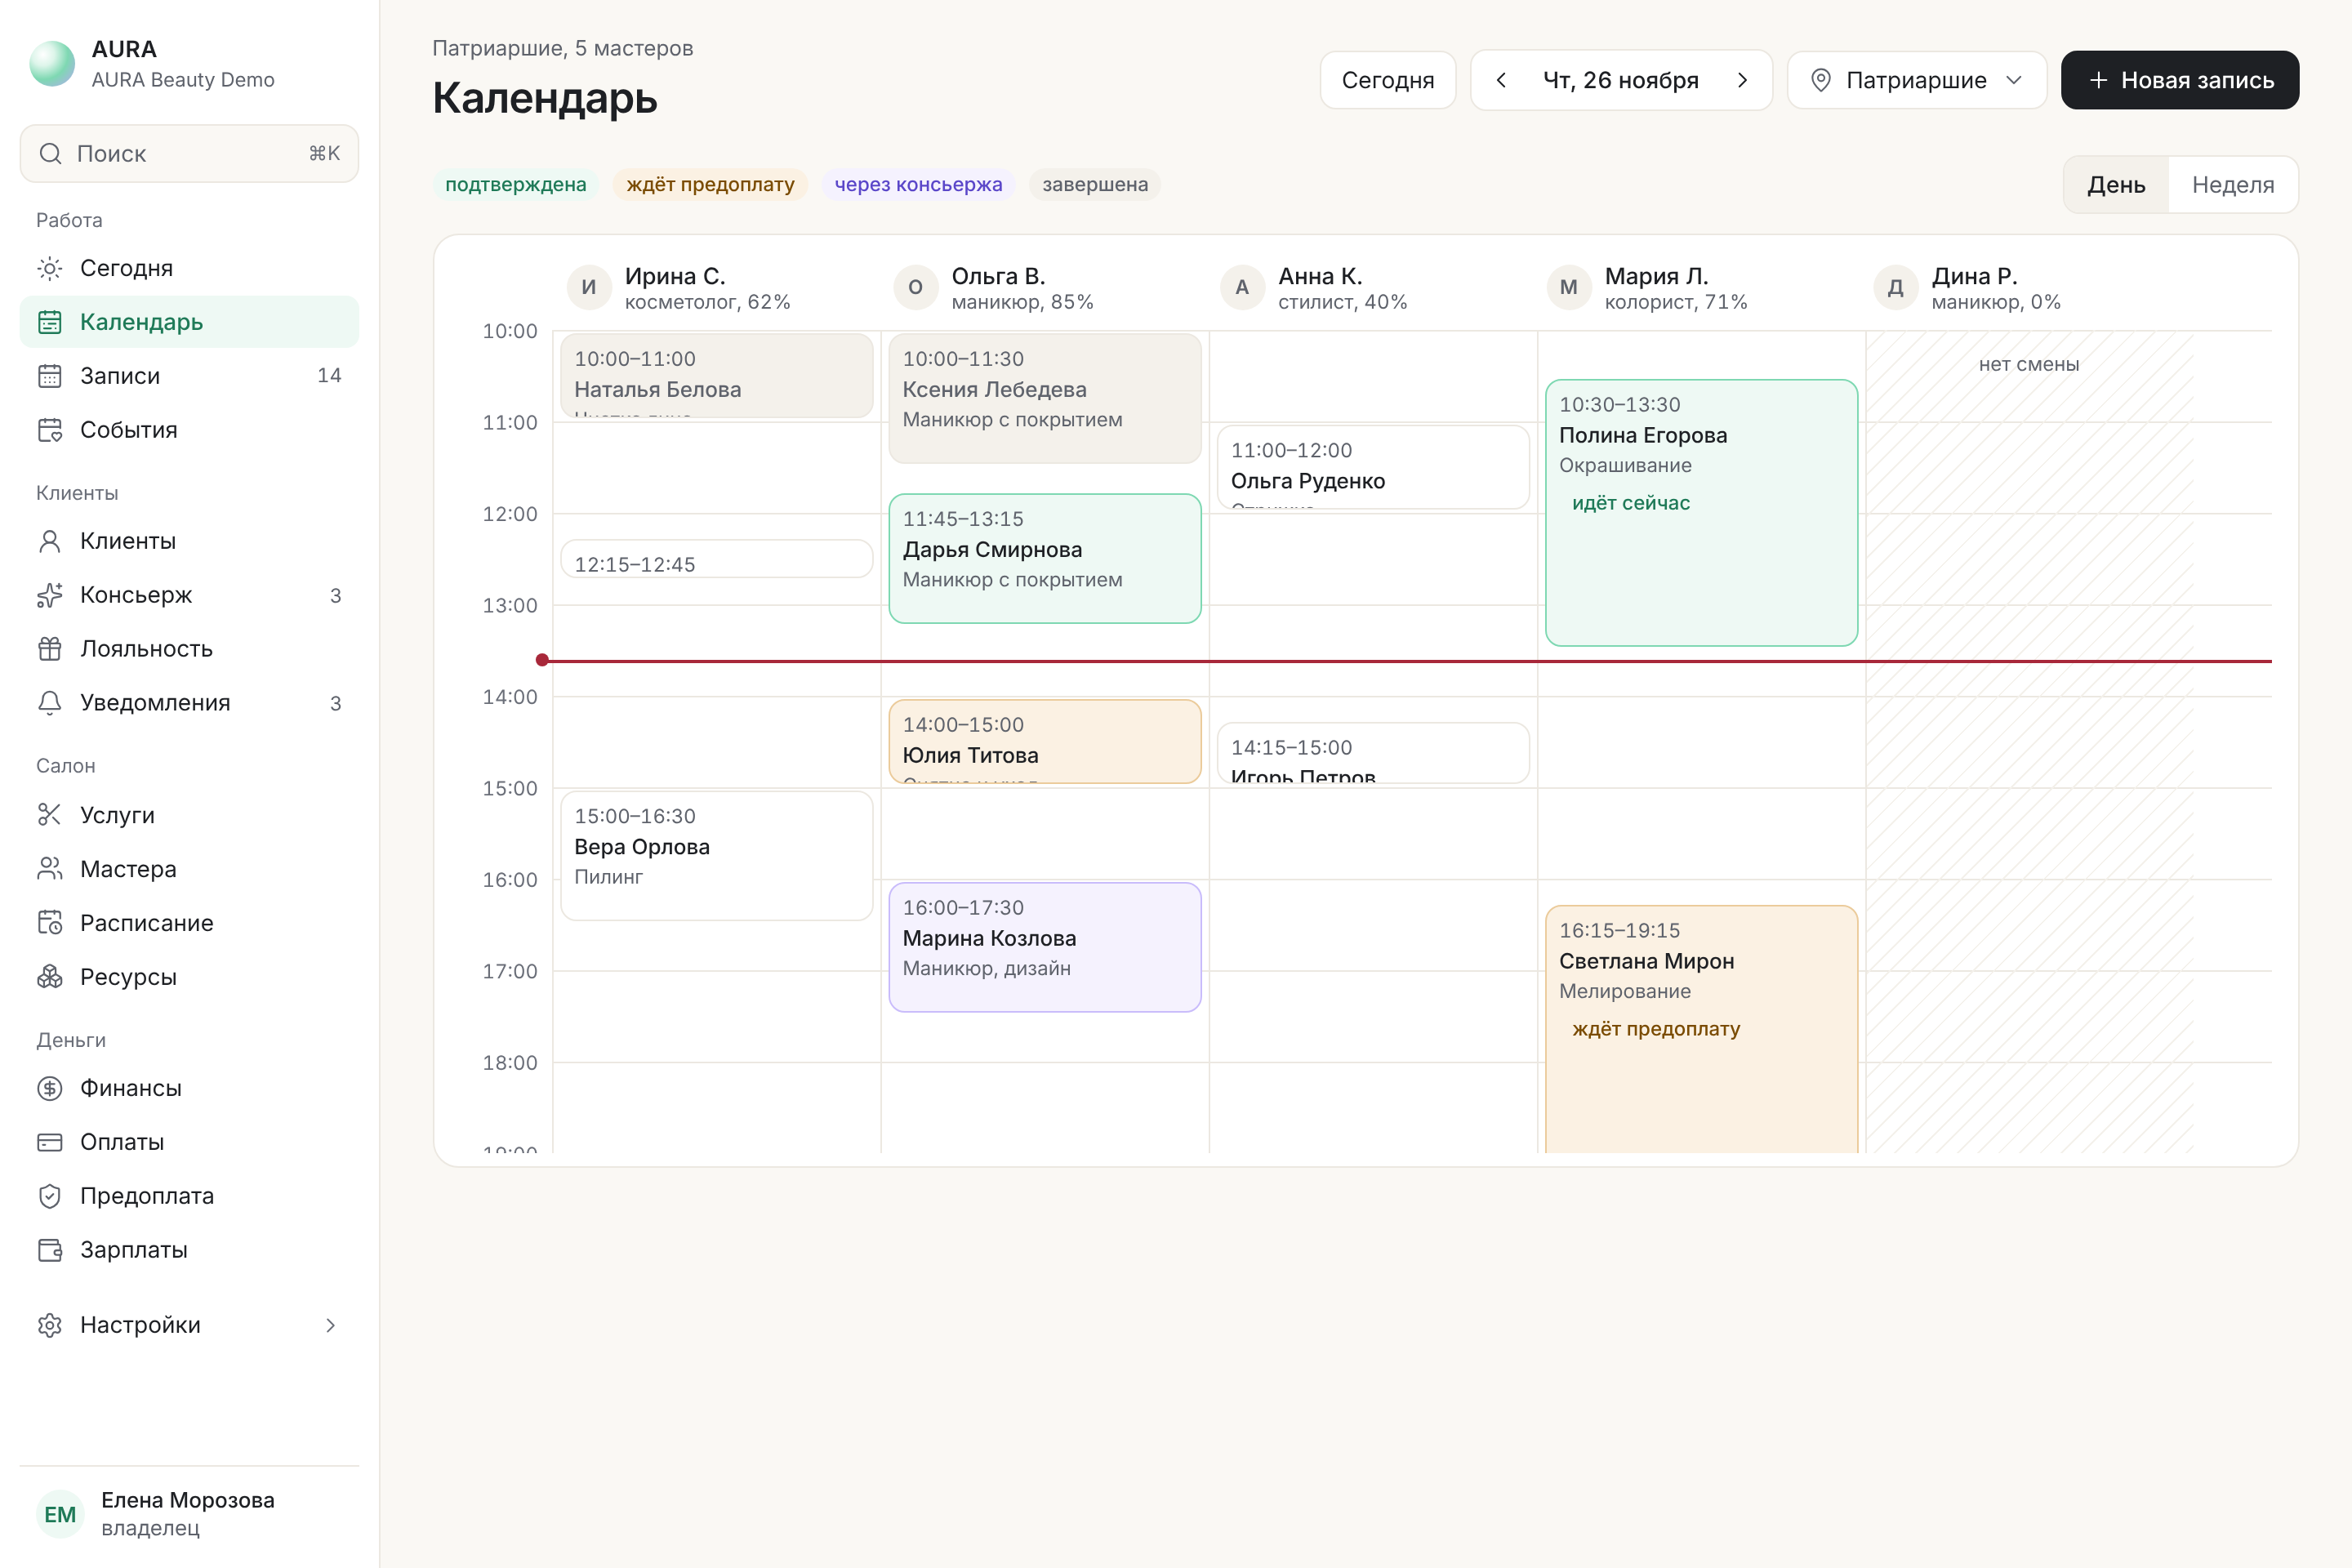 AURA
AURA Beauty Demo
Поиск ⌘K
Работа
Сегодня
Календарь
Записи 14
События
Клиенты
Клиенты
Консьерж 3
Лояльность
Уведомления 3
Салон
Услуги
Мастера
Расписание
Ресурсы
Деньги
Финансы
Оплаты
Предоплата
Зарплаты
Настройки
ЕМ
Елена Морозова
владелец
Патриаршие, 5 мастеров
Календарь
Сегодня
Чт, 26 ноября
Патриаршие
+ Новая запись
подтверждена
ждёт предоплату
через консьержа
завершена
День
Неделя
И
Ирина С.
косметолог, 62%
О
Ольга В.
маникюр, 85%
А
Анна К.
стилист, 40%
М
Мария Л.
колорист, 71%
Д
Дина Р.
маникюр, 0%
10:00
11:00
12:00
13:00
14:00
15:00
16:00
17:00
18:00
19:00
10:00–11:00
Наталья Белова
12:15–12:45
15:00–16:30
Вера Орлова
Пилинг
10:00–11:30
Ксения Лебедева
Маникюр с покрытием
11:45–13:15
Дарья Смирнова
Маникюр с покрытием
14:00–15:00
Юлия Титова
16:00–17:30
Марина Козлова
Маникюр, дизайн
11:00–12:00
Ольга Руденко
14:15–15:00
Игорь Петров
10:30–13:30
Полина Егорова
Окрашивание
идёт сейчас
16:15–19:15
Светлана Мирон
Мелирование
ждёт предоплату
нет смены